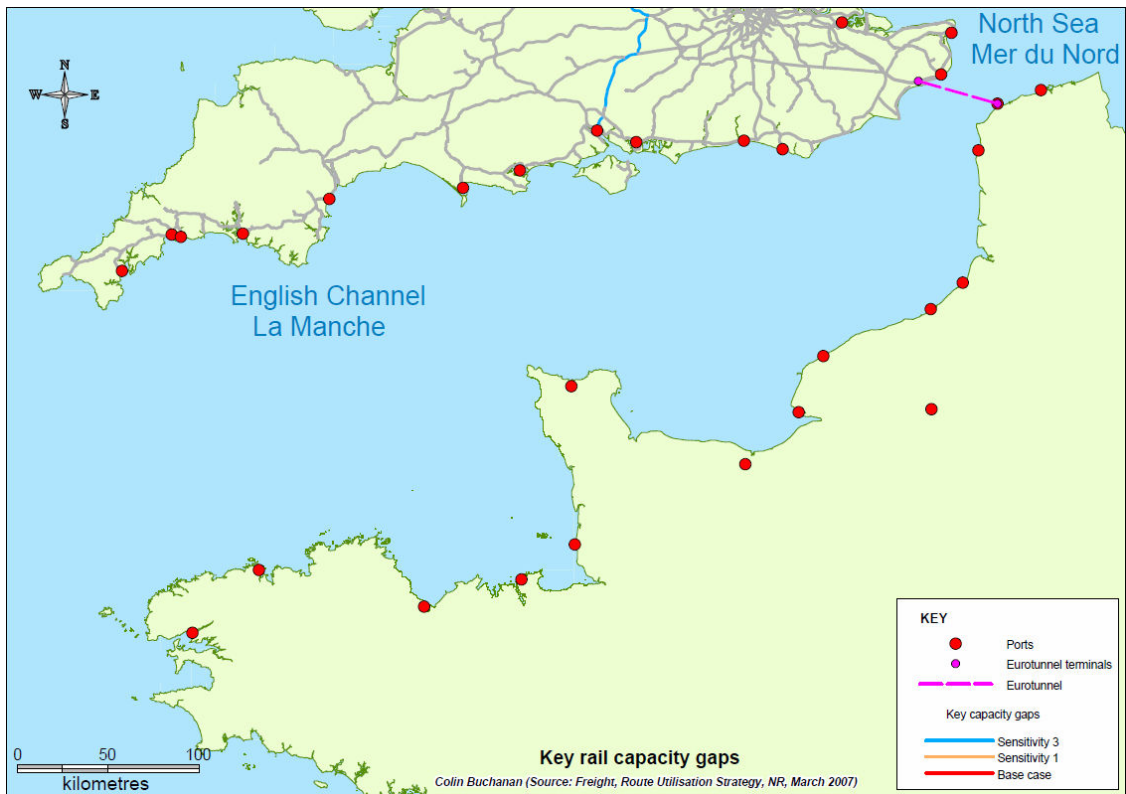 North Sea
Mer du Nord
N
W E
S
English Channel
La Manche
KEY
Ports
Eurotunnel terminals
Eurotunnel
Key capacity gaps
Sensitivity 3
Sensitivity 1
Base case
0 50 100
kilometres
Key rail capacity gaps
Colin Buchanan (Source: Freight, Route Utilisation Strategy, NR, March 2007)